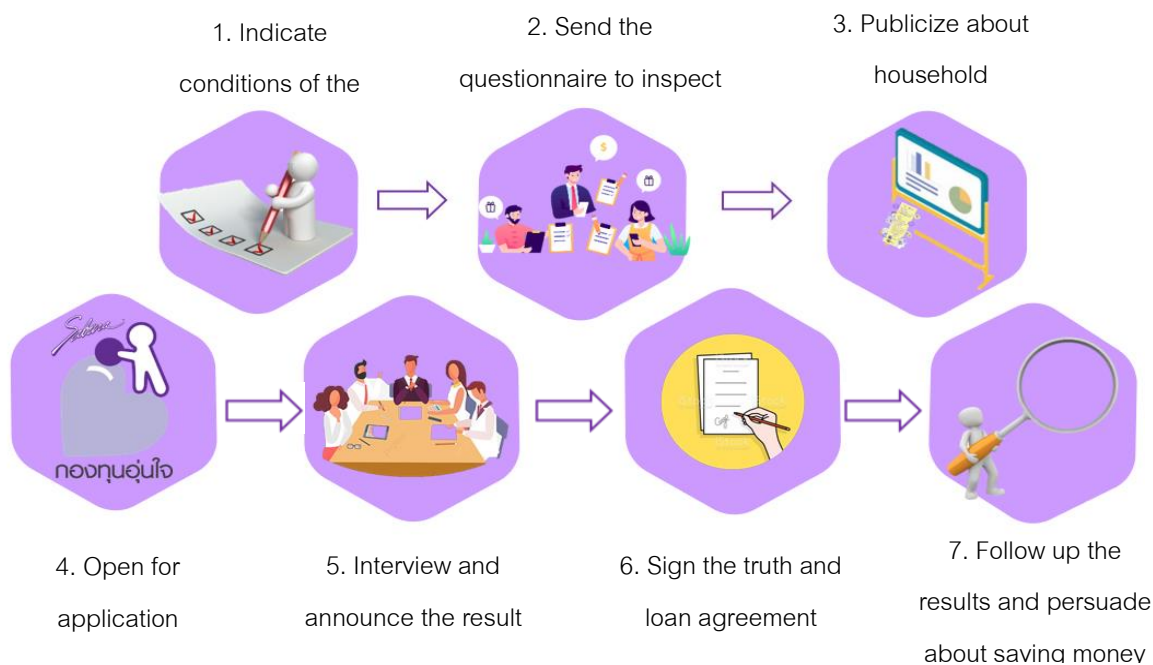 1. Indicate
conditions of the
2. Send the
questionnaire to inspect
3. Publicize about
household
Sabina
กองทุนอุ่นใจ
4. Open for
application
5. Interview and
announce the result
6. Sign the truth and
loan agreement
7. Follow up the
results and persuade
about saving money